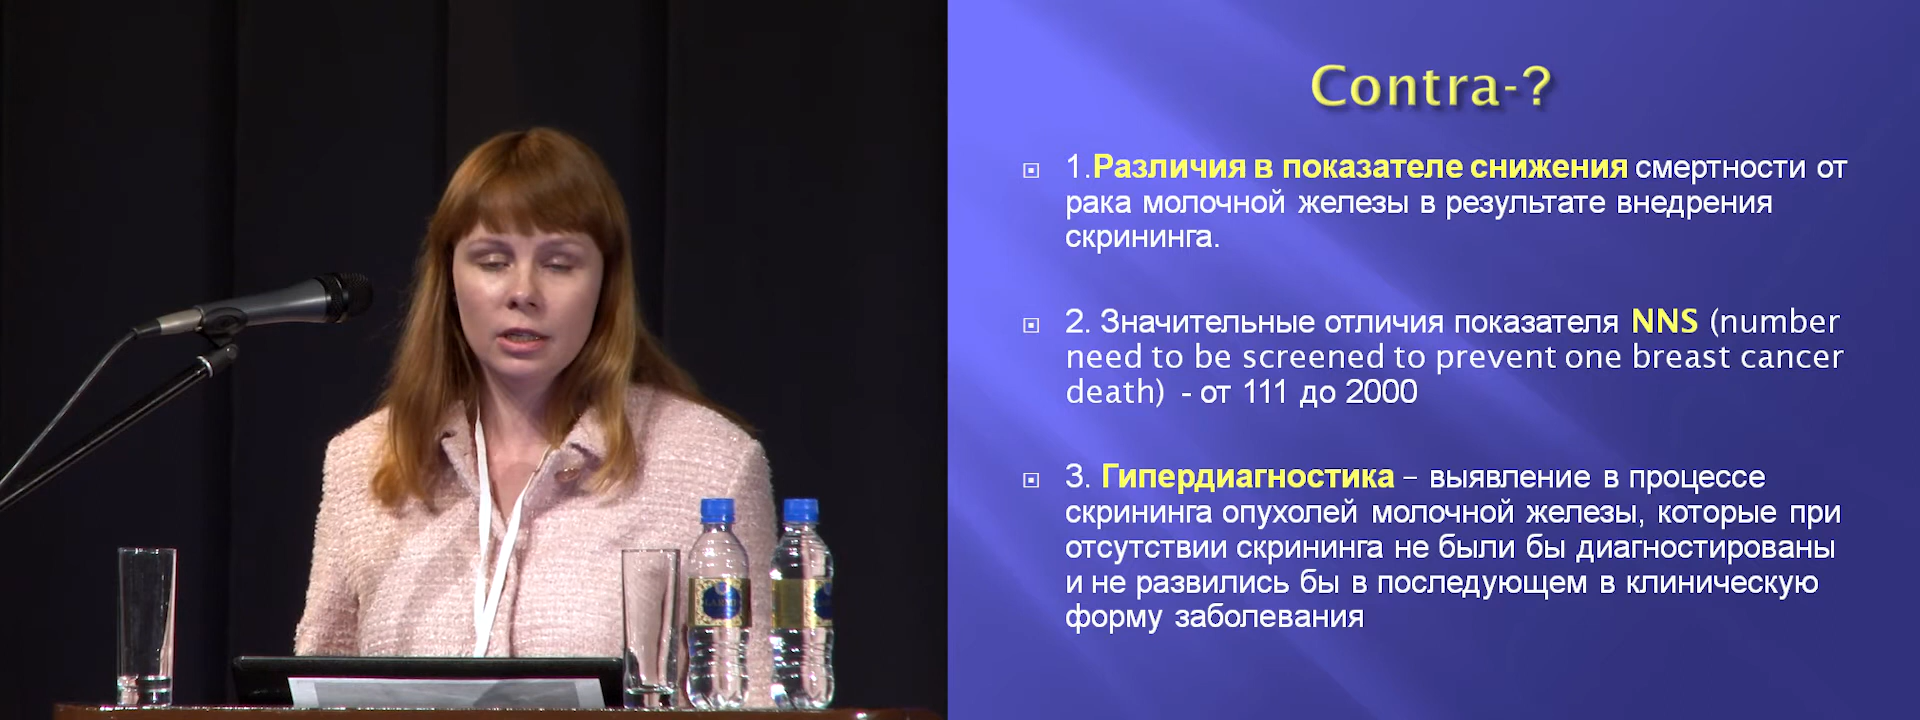 Contra-?
1.Различия в показателе снижения смертности от
рака молочной железы в результате внедрения
скрининга.
2. Значительные отличия показателя NNS (number
need to be screened to prevent one breast cancer
death) - от 111 до 2000
3. Гипердиагностика – выявление в процессе
скрининга опухолей молочной железы, которые при
отсутствии скрининга не были бы диагностированы
и не развились бы в последующем в клиническую
форму заболевания